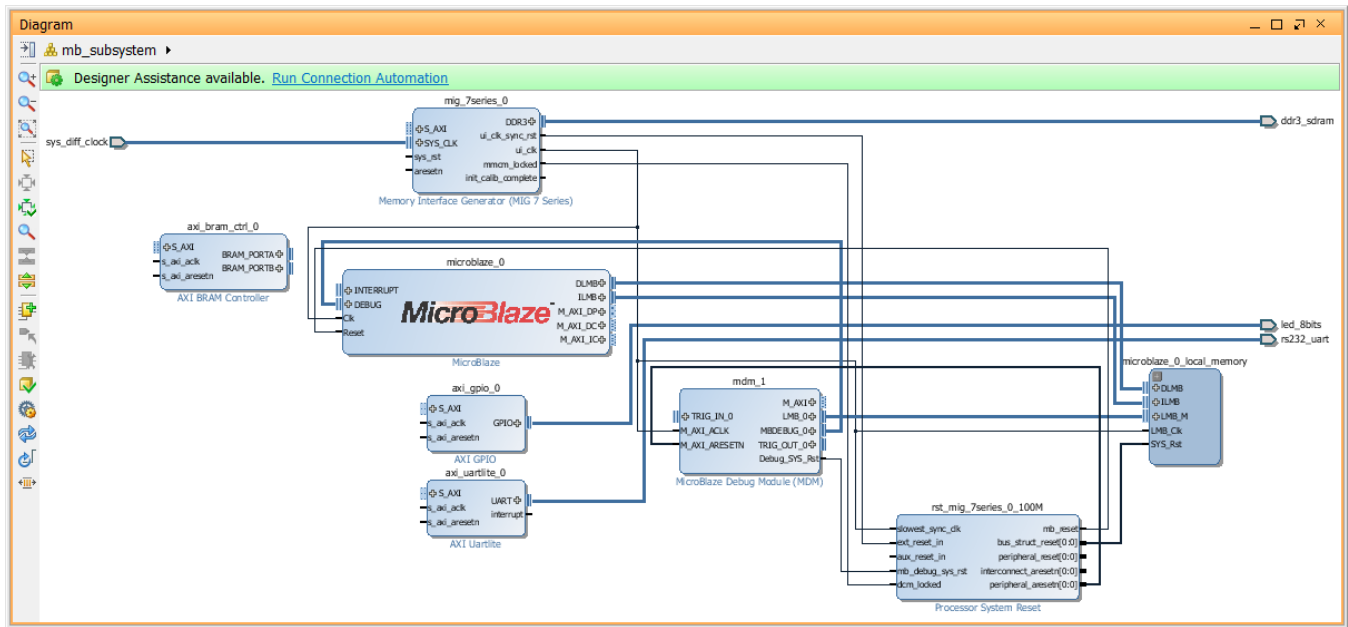 Diagram
mb_subsystem
Designer Assistance available. Run Connection Automation
sys_diff_clock
mig_7series_0
S_AXI
SYS_CLK
sys_rst
aresetn
DDR3
ui_clk_sync_rst
ui_clk
mmcm_locked
init_calib_complete
Memory Interface Generator (MIG 7 Series)
ddr3_sdram
axi_bram_ctrl_0
S_AXI
s_axi_aclk
s_axi_aresetn
BRAM_PORTA
BRAM_PORTB
AXI BRAM Controller
microblaze_0
INTERRUPT
DEBUG
Clk
Reset
MicroBlaze
DLMB
ILMB
M_AXI_DP
M_AXI_DC
M_AXI_IC
MicroBlaze
led_8bits
rs232_uart
axi_gpio_0
S_AXI
s_axi_aclk
s_axi_aresetn
GPIO
AXI GPIO
axi_uartlite_0
S_AXI
s_axi_aclk
s_axi_aresetn
UART
interrupt
AXI Uartlite
mdm_1
TRIG_IN_0
M_AXI_ACLK
M_AXI_ARESETN
M_AXI
LMB_0
MBDEBUG_0
TRIG_OUT_0
Debug_SYS_Rst
MicroBlaze Debug Module (MDM)
microblaze_0_local_memory
DLMB
ILMB
LMB_M
LMB_Clk
SYS_Rst
rst_mig_7series_0_100M
slowest_sync_clk
ext_reset_in
aux_reset_in
mb_debug_sys_rst
dcm_locked
mb_reset
bus_struct_reset[0:0]
peripheral_reset[0:0]
interconnect_aresetn[0:0]
peripheral_aresetn[0:0]
Processor System Reset